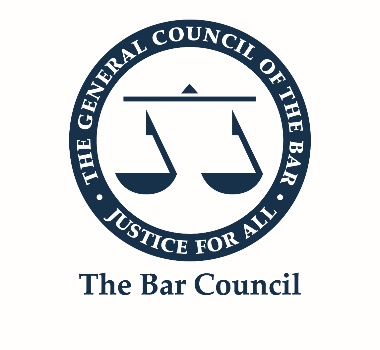 THE GENERAL COUNCIL OF THE BAR
• JUSTICE FOR ALL •
The Bar Council